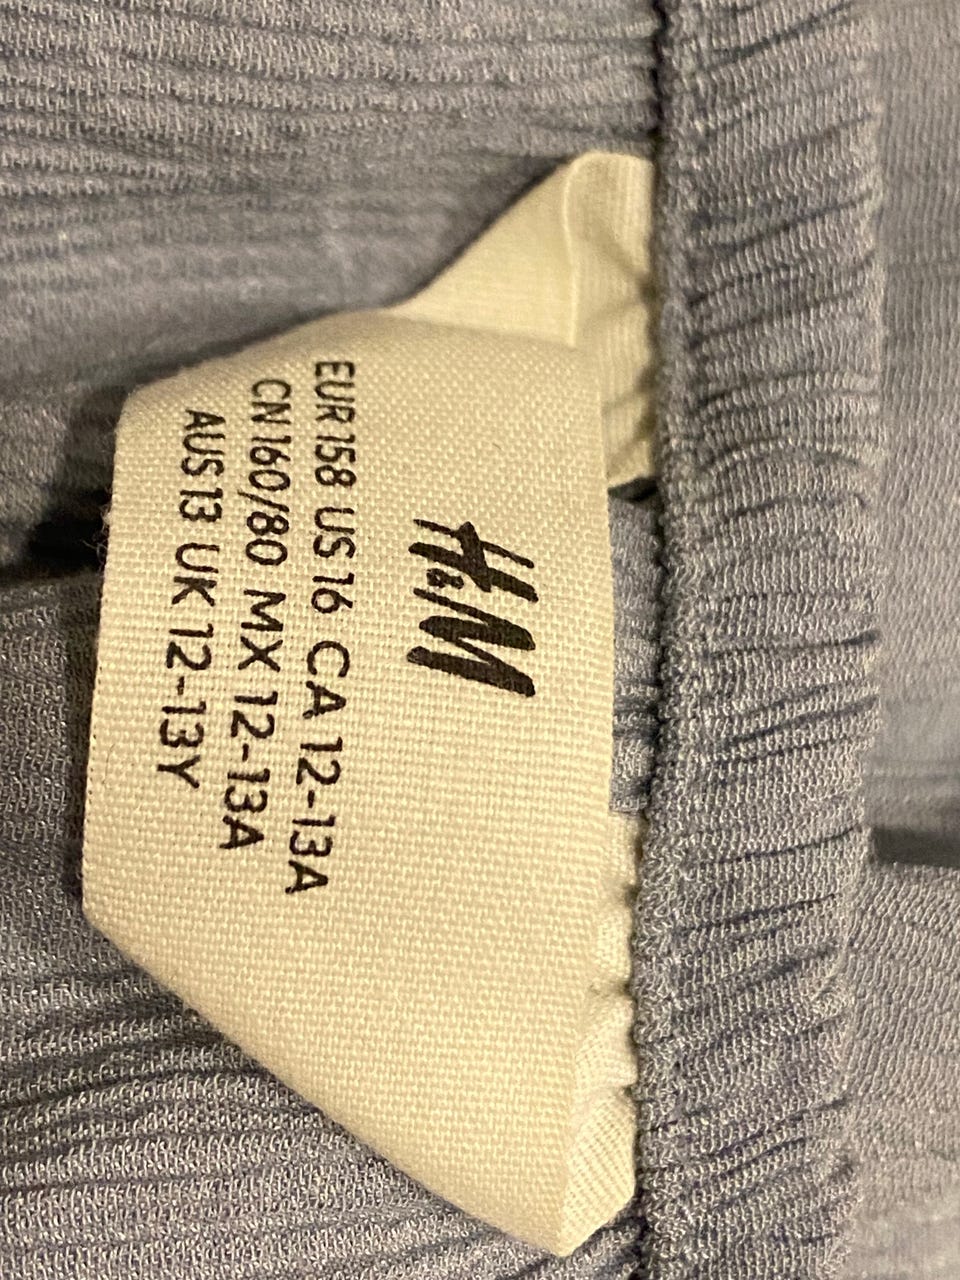 H&M
EUR 158 US 16 CA 12-13A
CN 160/80 MX 12-13A
AUS 13 UK 12-13Y